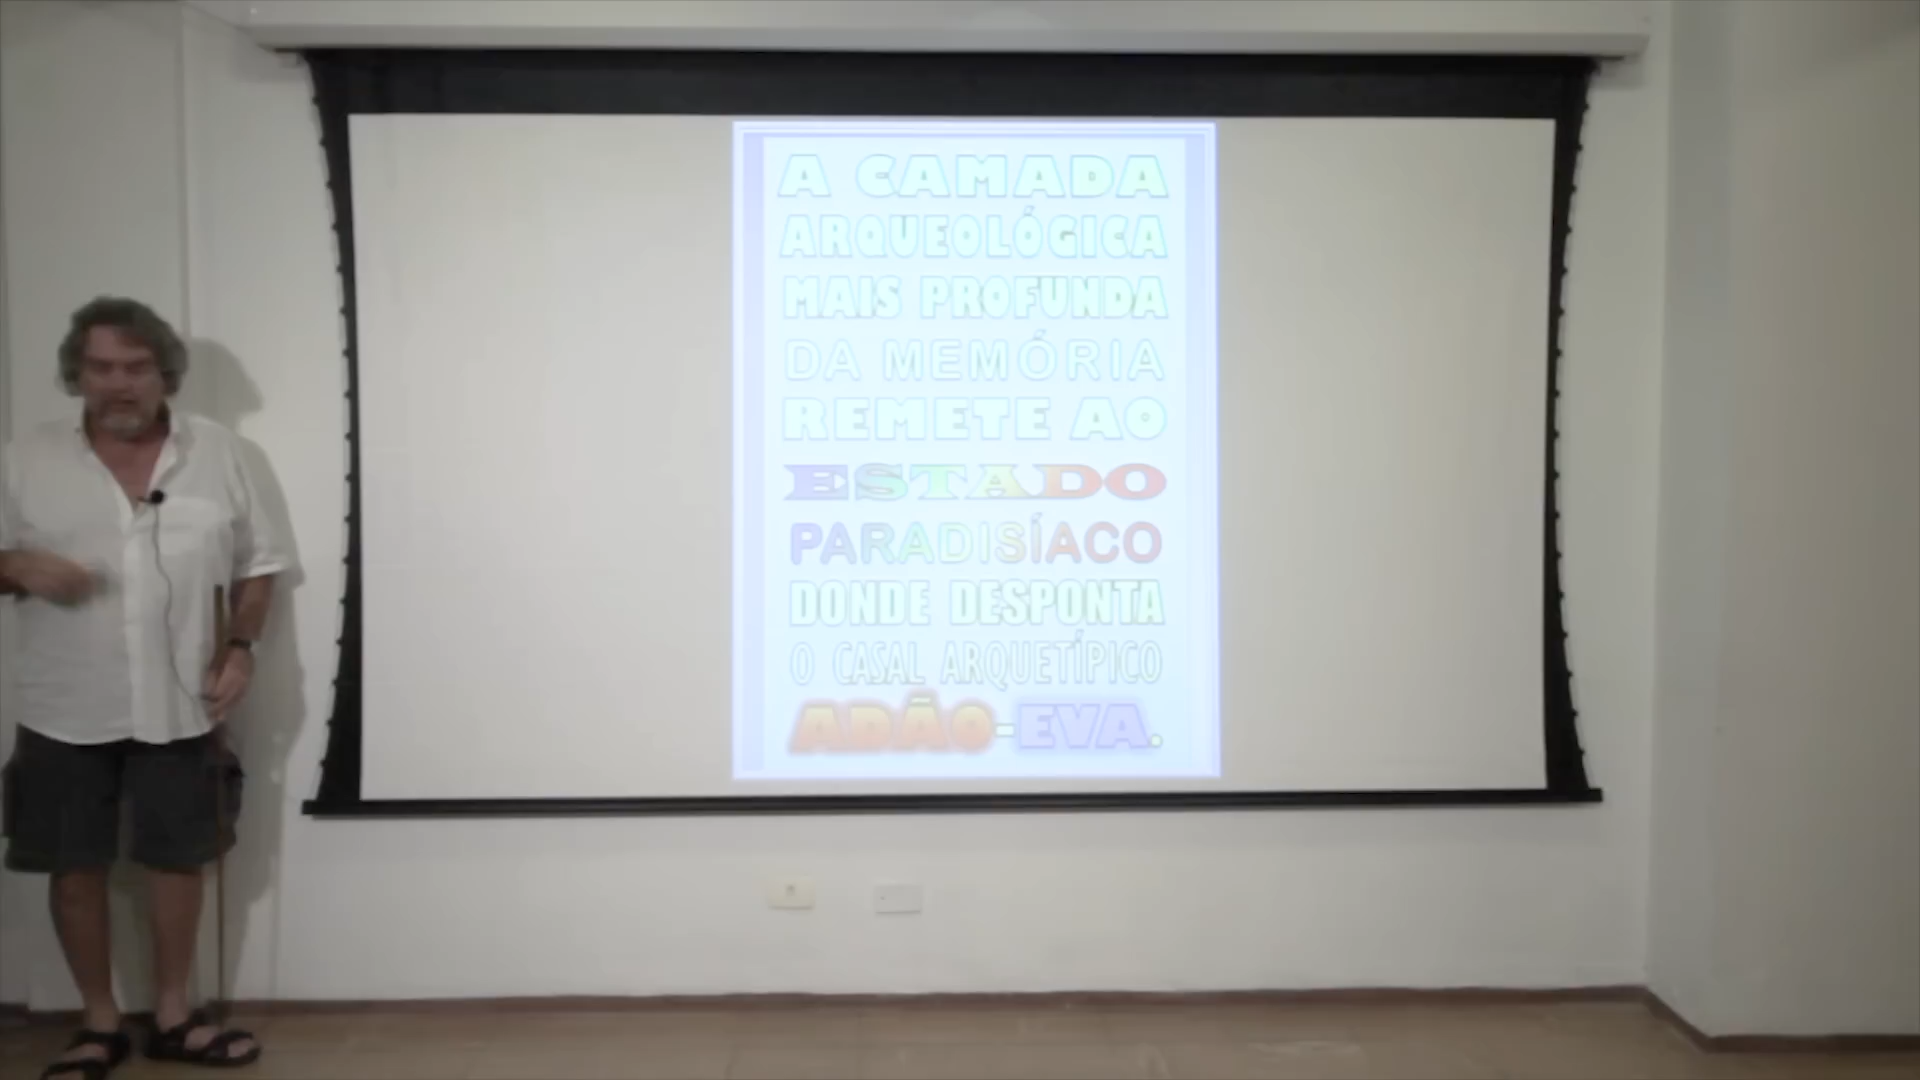 A CAMADA
ARQUEOLÓGICA
MAIS PROFUNDA
DA MEMÓRIA
REMETE AO
ESTADO
PARADISÍACO
DONDE DESPONTA
O CASAL ARQUETÍPICO
ADÃO-EVA.